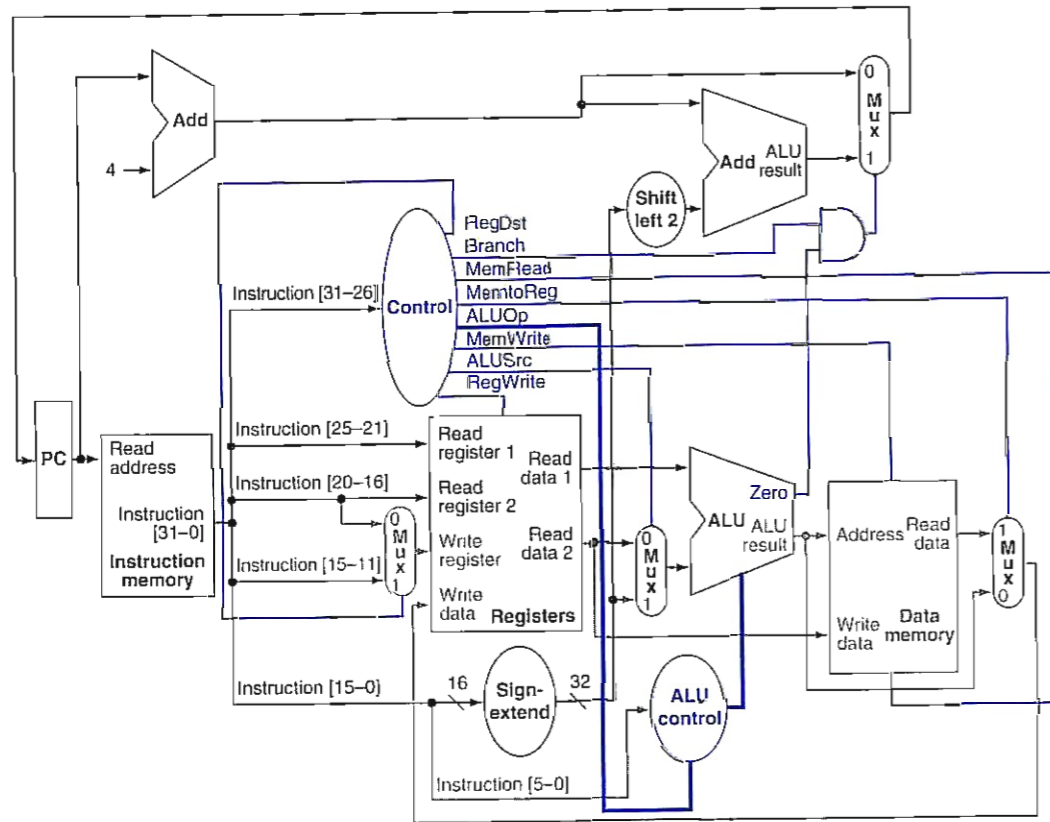 Add
4
0
Mux
1
Add
ALU
result
Shift
left 2
RegDst
Branch
MemRead
MemtoReg
ALUOp
MemWrite
ALUSrc
RegWrite
Instruction [31–26]
Control
PC
Read
address
Instruction
[31–0]
Instruction
memory
Instruction [25–21]
Instruction [20–16]
Instruction [15–11]
0
Mux
1
Read
register 1
Read
register 2
Write
register
Write
data
Read
data 1
Read
data 2
Registers
0
Mux
1
Zero
ALU
ALU
result
Address
Read
data
Write
data
Data
memory
1
Mux
0
Instruction [15–0]
16
Sign-
extend
32
ALU
control
Instruction [5–0]